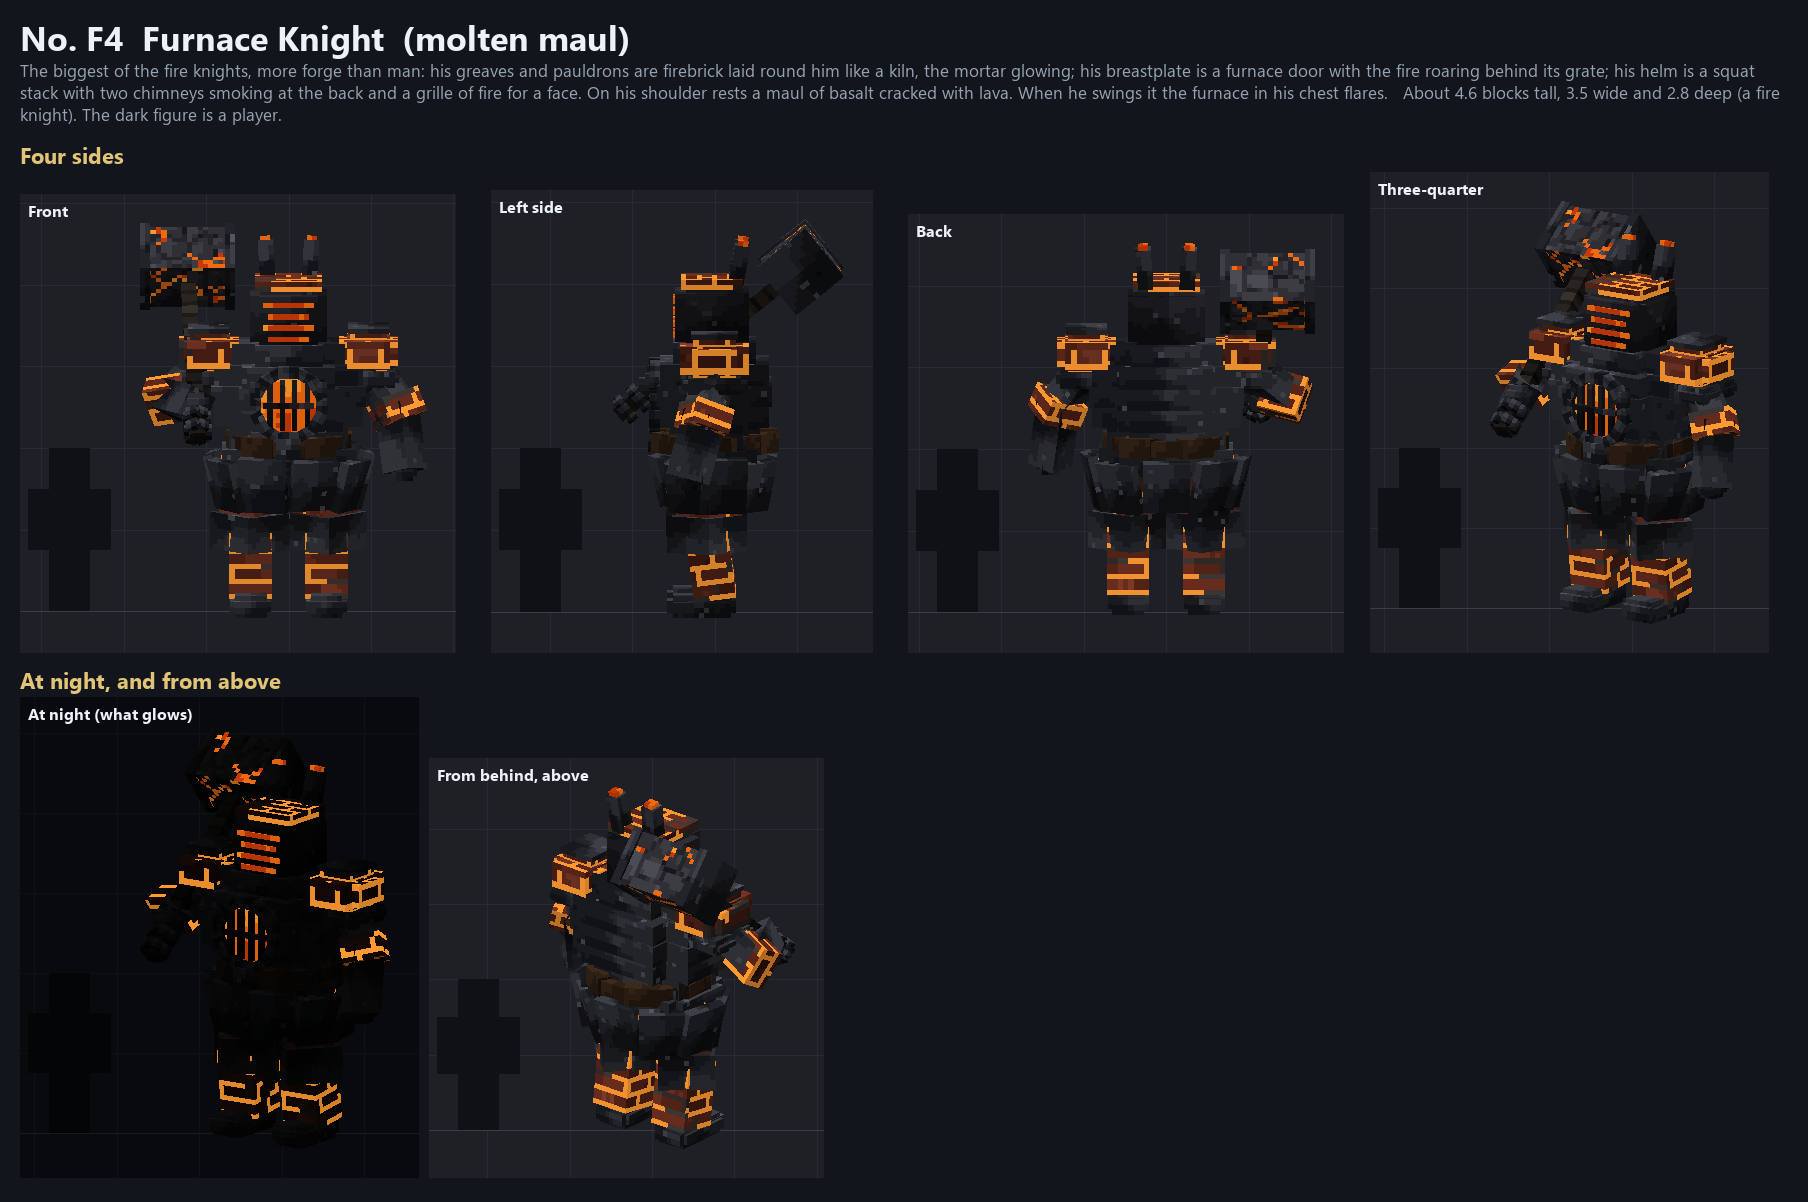 No. F4  Furnace Knight  (molten maul)
The biggest of the fire knights, more forge than man: his greaves and pauldrons are firebrick laid round him like a kiln, the mortar glowing; his breastplate is a furnace door with the fire roaring behind its grate; his helm is a squat
stack with two chimneys smoking at the back and a grille of fire for a face. On his shoulder rests a maul of basalt cracked with lava. When he swings it the furnace in his chest flares.   About 4.6 blocks tall, 3.5 wide and 2.8 deep (a fire
knight). The dark figure is a player.
Four sides
Front
Left side
Back
Three-quarter
At night, and from above
At night (what glows)
From behind, above